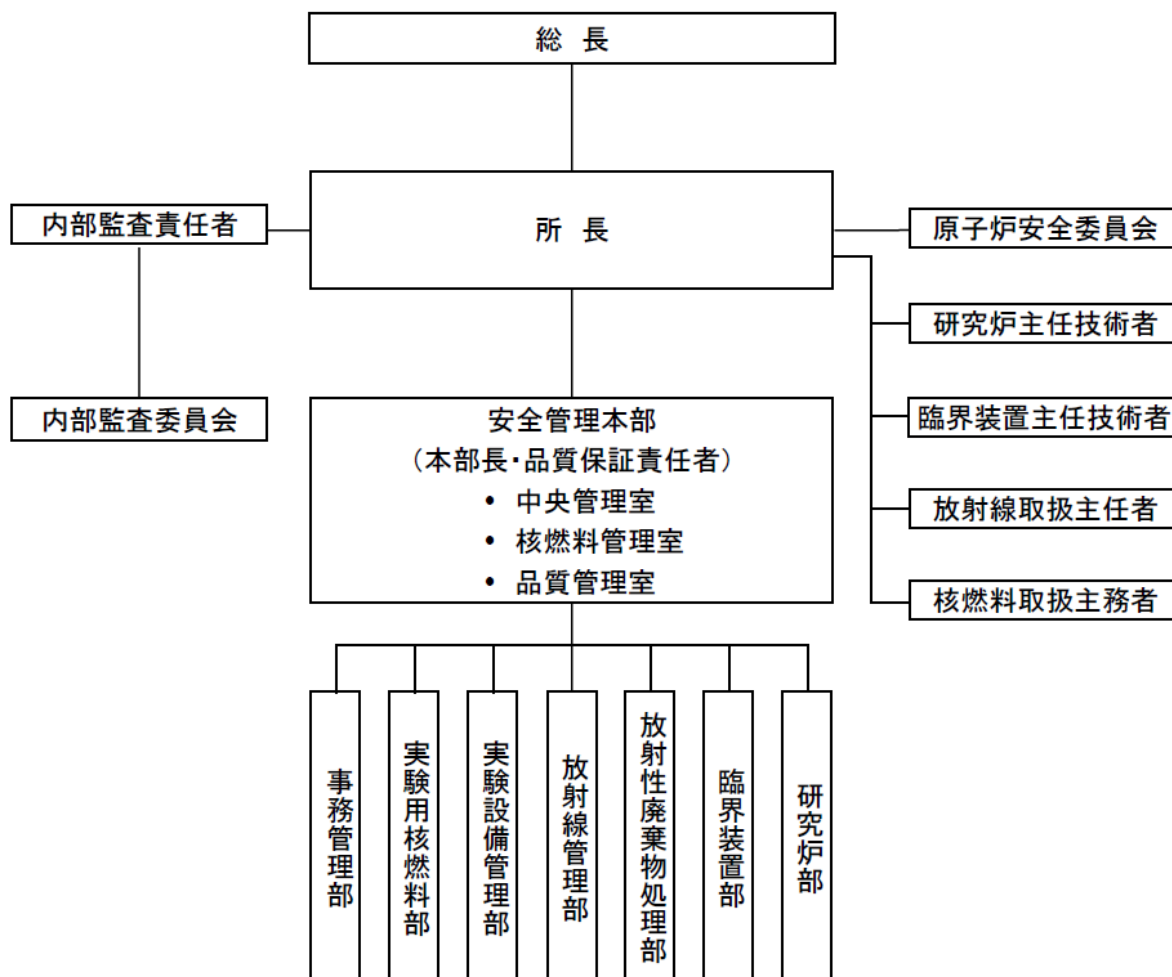 総 長
内部監査責任者
所 長
原子炉安全委員会
研究炉主任技術者
内部監査委員会
安全管理本部
（本部長・品質保証責任者）
• 中央管理室
• 核燃料管理室
• 品質管理室
臨界装置主任技術者
放射線取扱主任者
核燃料取扱主務者
事務管理部
実験用核燃料部
実験設備管理部
放射線管理部
放射性廃棄物処理部
臨界装置部
研究炉部